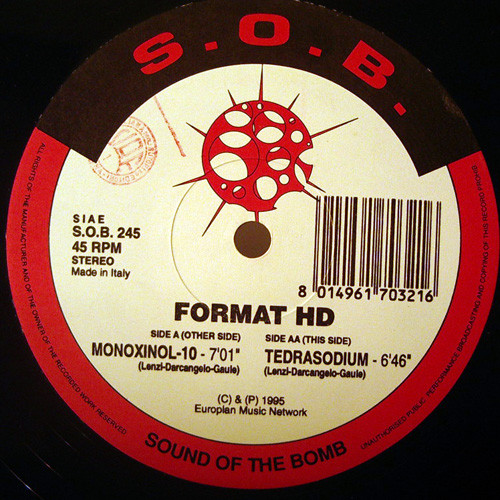 S.O.B.
SIAE
S.O.B. 245
45 RPM
STEREO
Made in Italy
8 014961 703216
FORMAT HD
SIDE A (OTHER SIDE)
MONOXINOL-10 - 7'01"
(Lenzi-Darcangelo-Gaule)
SIDE AA (THIS SIDE)
TEDRASODIUM - 6'46"
(Lenzi-Darcangelo-Gaule)
(C) & (P) 1995
Europian Music Network
SOUND OF THE BOMB
ALL RIGHTS OF THE MANUFACTURER AND OF THE OWNER OF THE RECORDED WORK RESERVED
UNAUTHORISED PUBLIC PERFORMANCE BROADCASTING AND COPYING OF THIS RECORD PROHIB.